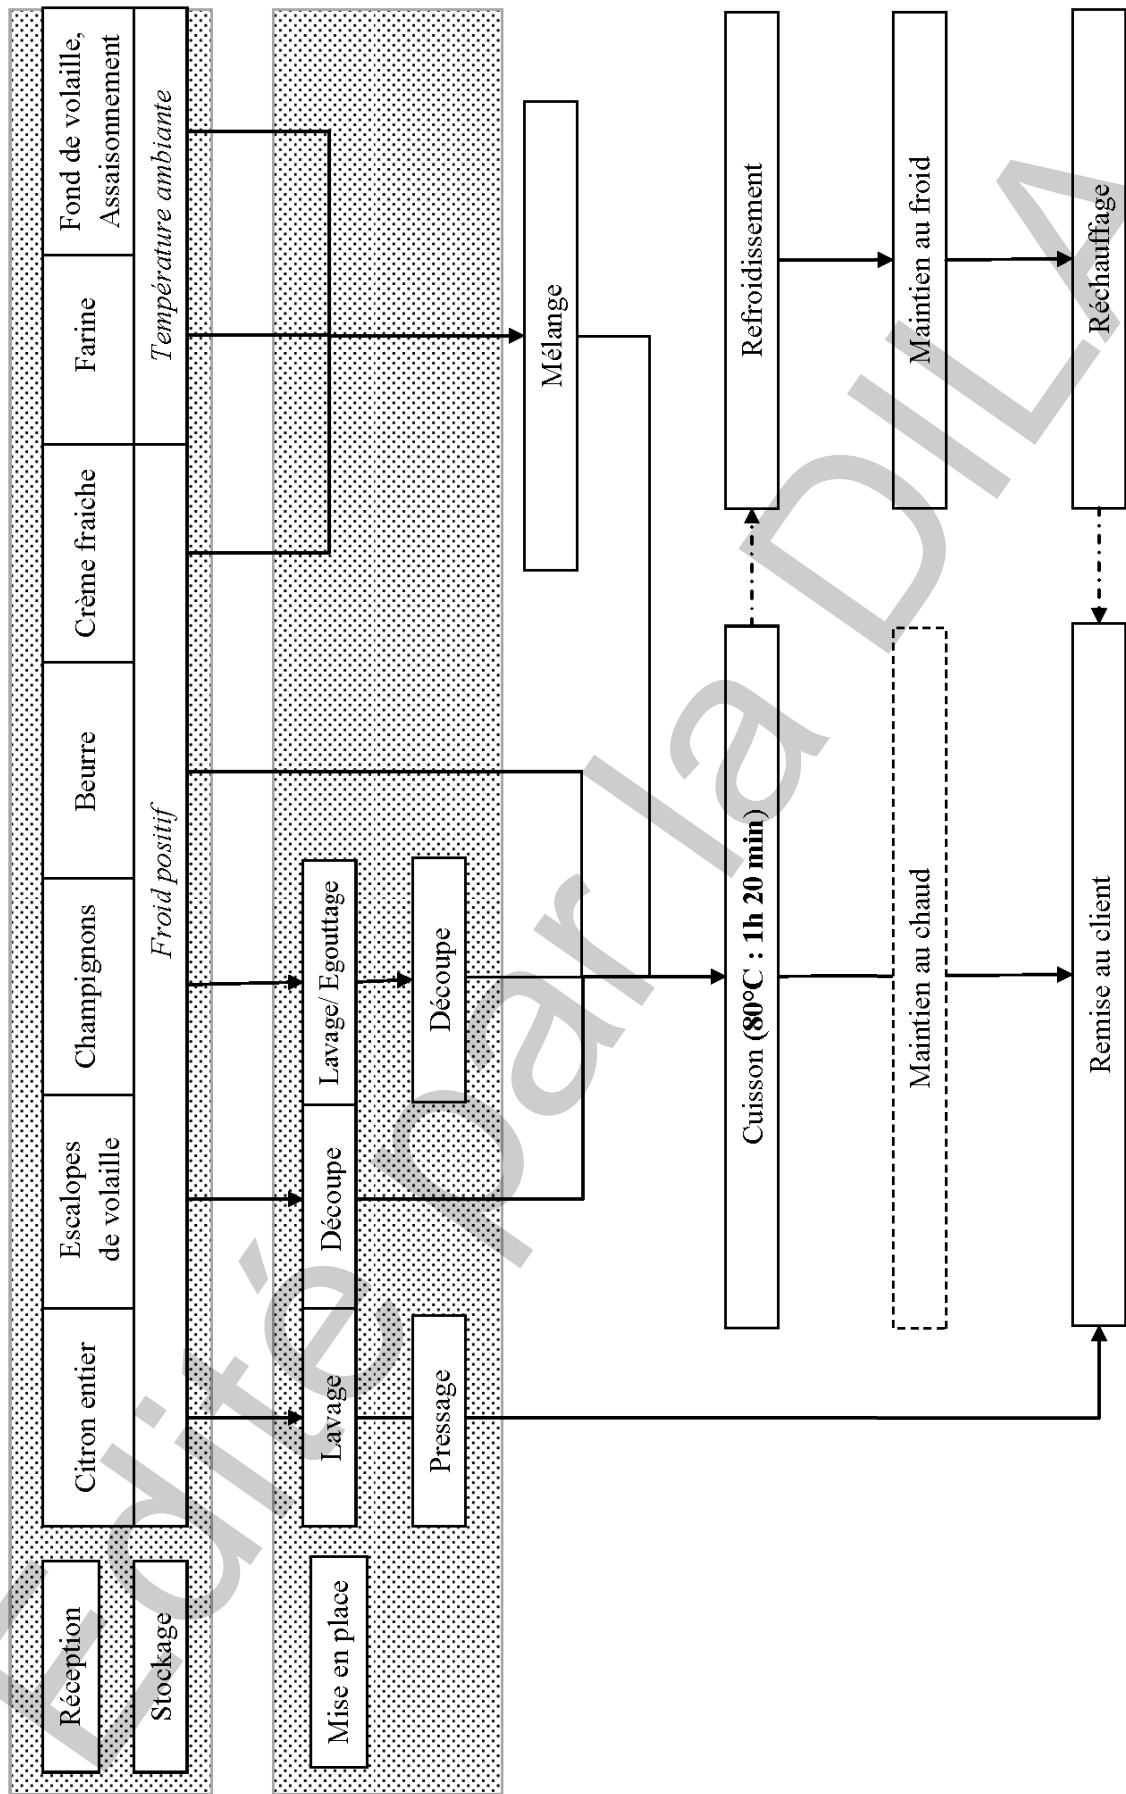 Réception
Citron entier
Escalopes
de volaille
Champignons
Beurre
Crème fraiche
Farine
Fond de volaille,
Assaisonnement
Stockage
Froid positif
Température ambiante
Mise en place
Lavage
Découpe
Lavage/ Egouttage
Pressage
Découpe
Mélange
Cuisson (80°C : 1h 20 min)
Refroidissement
Maintien au chaud
Maintien au froid
Remise au client
Réchauffage
Edité par la DILA